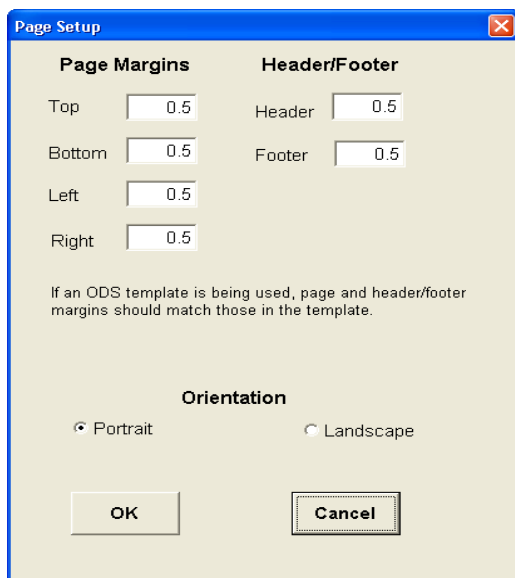 Page Setup
Page Margins
Header/Footer
Top 0.5
Header 0.5
Bottom 0.5
Footer 0.5
Left 0.5
Right 0.5
If an ODS template is being used, page and header/footer
margins should match those in the template.
Orientation
Portrait
Landscape
OK
Cancel